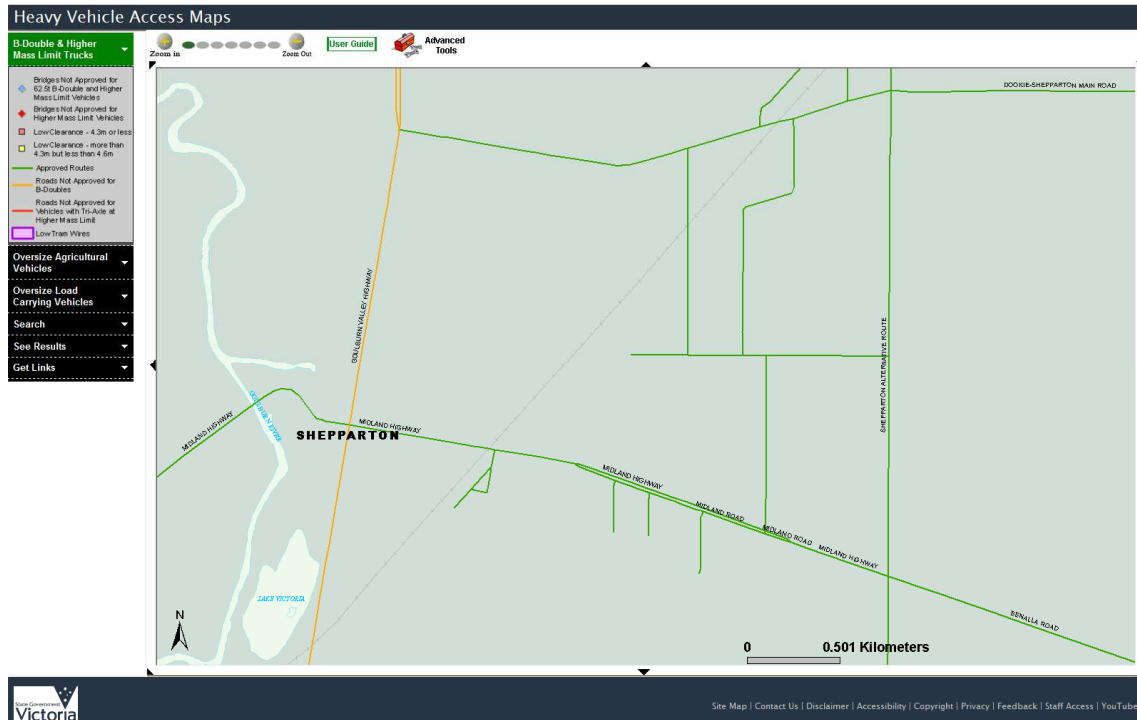 Heavy Vehicle Access Maps
B-Double & Higher
Mass Limit Trucks
Zoom in
Zoom Out
User Guide
Advanced
Tools
Bridges Not Approved for
62.5t B-Double and Higher
Mass Limit Vehicles
Bridges Not Approved for
Higher Mass Limit Vehicles
Low Clearance - 4.3m or less
Low Clearance - more than
4.3m but less than 4.6m
Approved Routes
Roads Not Approved for
B-Doubles
Roads Not Approved for
Vehicles with Tri-Axle at
Higher Mass Limit
Low Tram Wires
Oversize Agricultural
Vehicles
Oversize Load
Carrying Vehicles
Search
See Results
Get Links
DOOKIE-SHEPPARTON MAIN ROAD
GOULBURN VALLEY HIGHWAY
SHEPPARTON ALTERNATIVE ROUTE
GOULBURN RIVER
MIDLAND HIGHWAY
MIDLAND HIGHWAY
SHEPPARTON
MIDLAND HIGHWAY
MIDLAND ROAD
MIDLAND ROAD
MIDLAND HIGHWAY
BENALLA ROAD
LAKE VICTORIA
N
0 0.501 Kilometers
State Government
Victoria
Site Map | Contact Us | Disclaimer | Accessibility | Copyright | Privacy | Feedback | Staff Access | YouTube